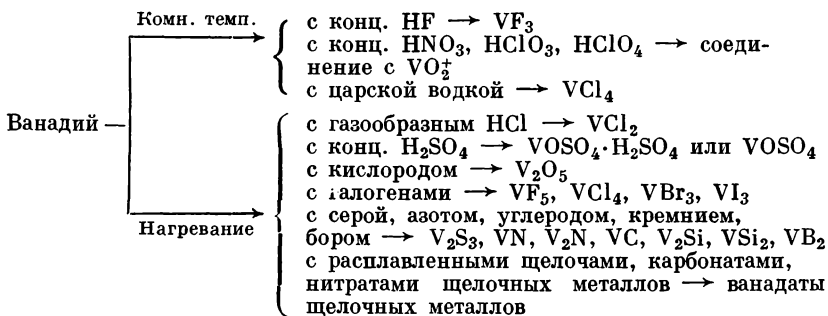 Комн. темп.
с конц. HF → VF₃
с конц. HNO₃, HClO₃, HClO₄ → соеди-
нение с VO₂⁺
с царской водкой → VCl₄
Ванадий
с газообразным HCl → VCl₂
с конц. H₂SO₄ → VOSO₄·H₂SO₄ или VOSO₄
с кислородом → V₂O₅
с галогенами → VF₅, VCl₄, VBr₃, VI₃
Нагревание
с серой, азотом, углеродом, кремнием,
бором → V₂S₃, VN, V₂N, VC, V₂Si, VSi₂, VB₂
с расплавленными щелочами, карбонатами,
нитратами щелочных металлов → ванадаты
щелочных металлов